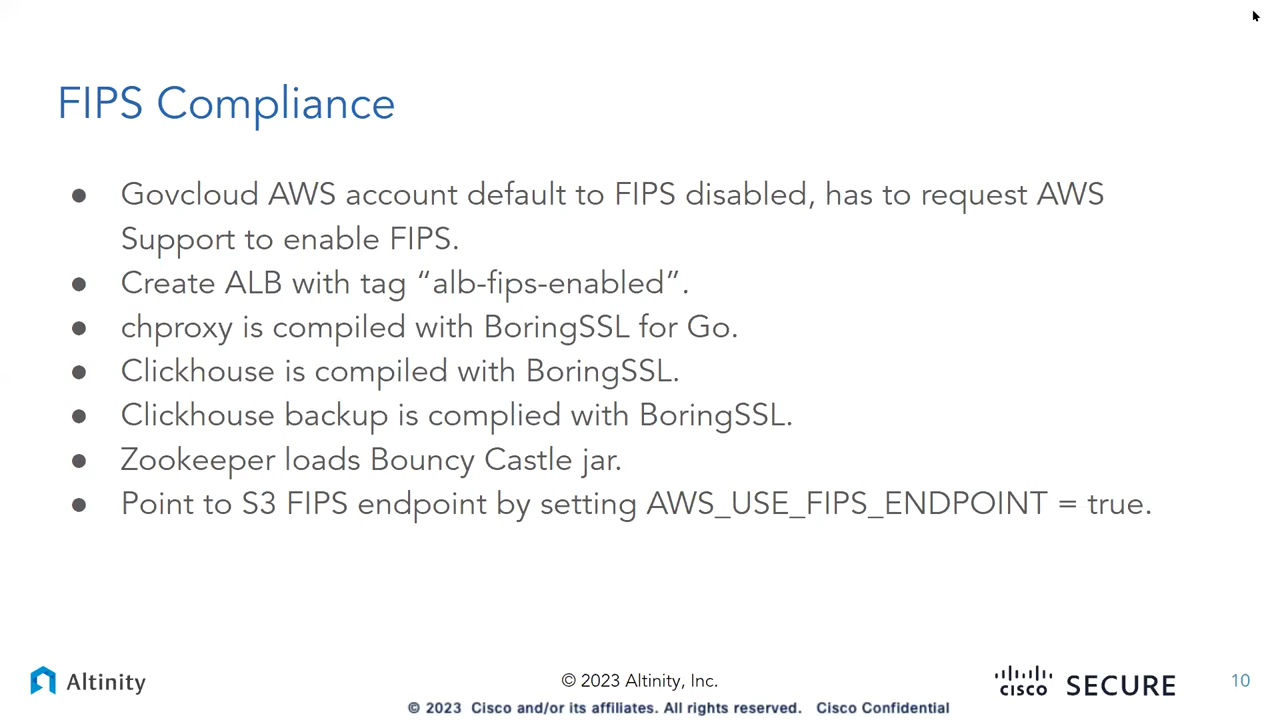 FIPS Compliance
● Govcloud AWS account default to FIPS disabled, has to request AWS
Support to enable FIPS.
● Create ALB with tag “alb-fips-enabled”.
● chproxy is compiled with BoringSSL for Go.
● Clickhouse is compiled with BoringSSL.
● Clickhouse backup is complied with BoringSSL.
● Zookeeper loads Bouncy Castle jar.
● Point to S3 FIPS endpoint by setting AWS_USE_FIPS_ENDPOINT = true.
Altinity
© 2023 Altinity, Inc.
cisco SECURE
10
© 2023 Cisco and/or its affiliates. All rights reserved. Cisco Confidential